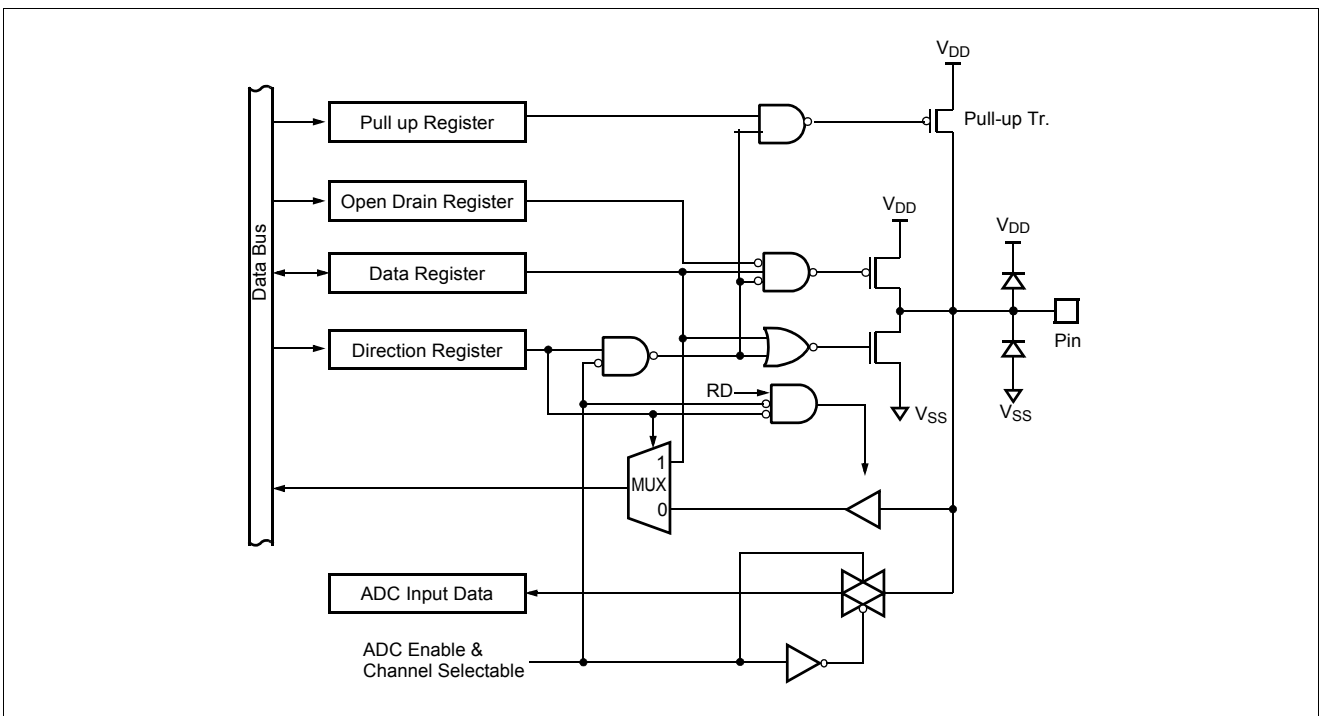 VDD
Pull up Register
Pull-up Tr.
Open Drain Register
VDD
VDD
Data Bus
Data Register
Direction Register
Pin
RD
VSS
VSS
1
MUX
0
ADC Input Data
ADC Enable &
Channel Selectable